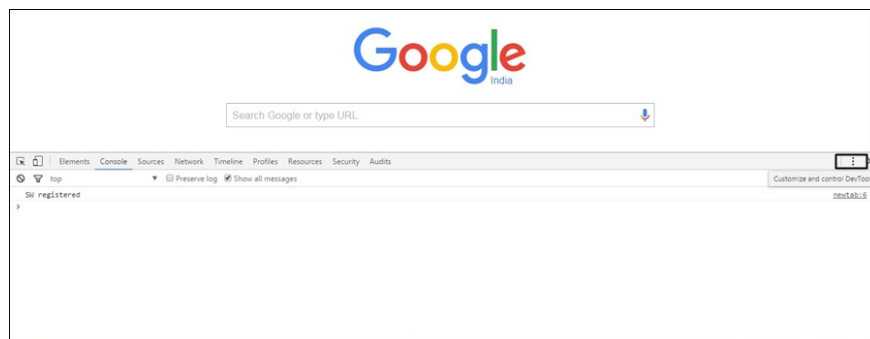 Google
India
Search Google or type URL
Elements Console Sources Network Timeline Profiles Resources Security Audits
top Preserve log Show all messages
Customize and control DevTool
SW registered newtab:6